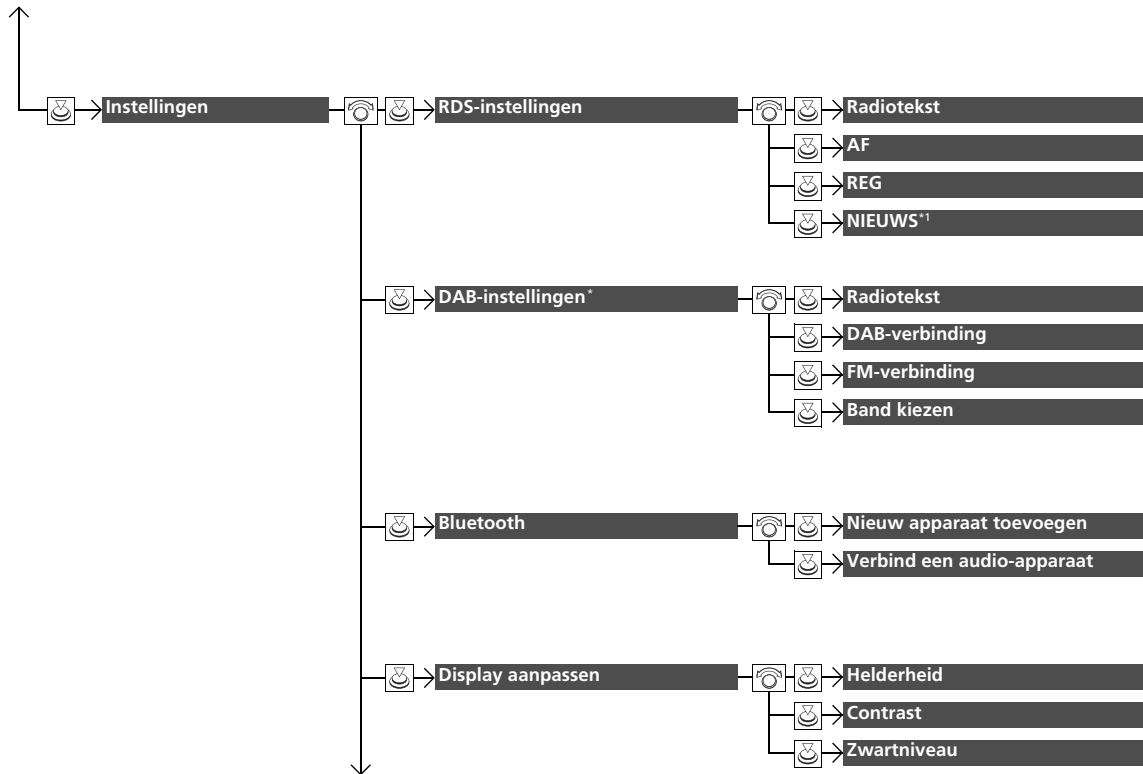 Instellingen
RDS-instellingen
Radiotekst
AF
REG
NIEUWS*1
DAB-instellingen*
Radiotekst
DAB-verbinding
FM-verbinding
Band kiezen
Bluetooth
Nieuw apparaat toevoegen
Verbind een audio-apparaat
Display aanpassen
Helderheid
Contrast
Zwartniveau